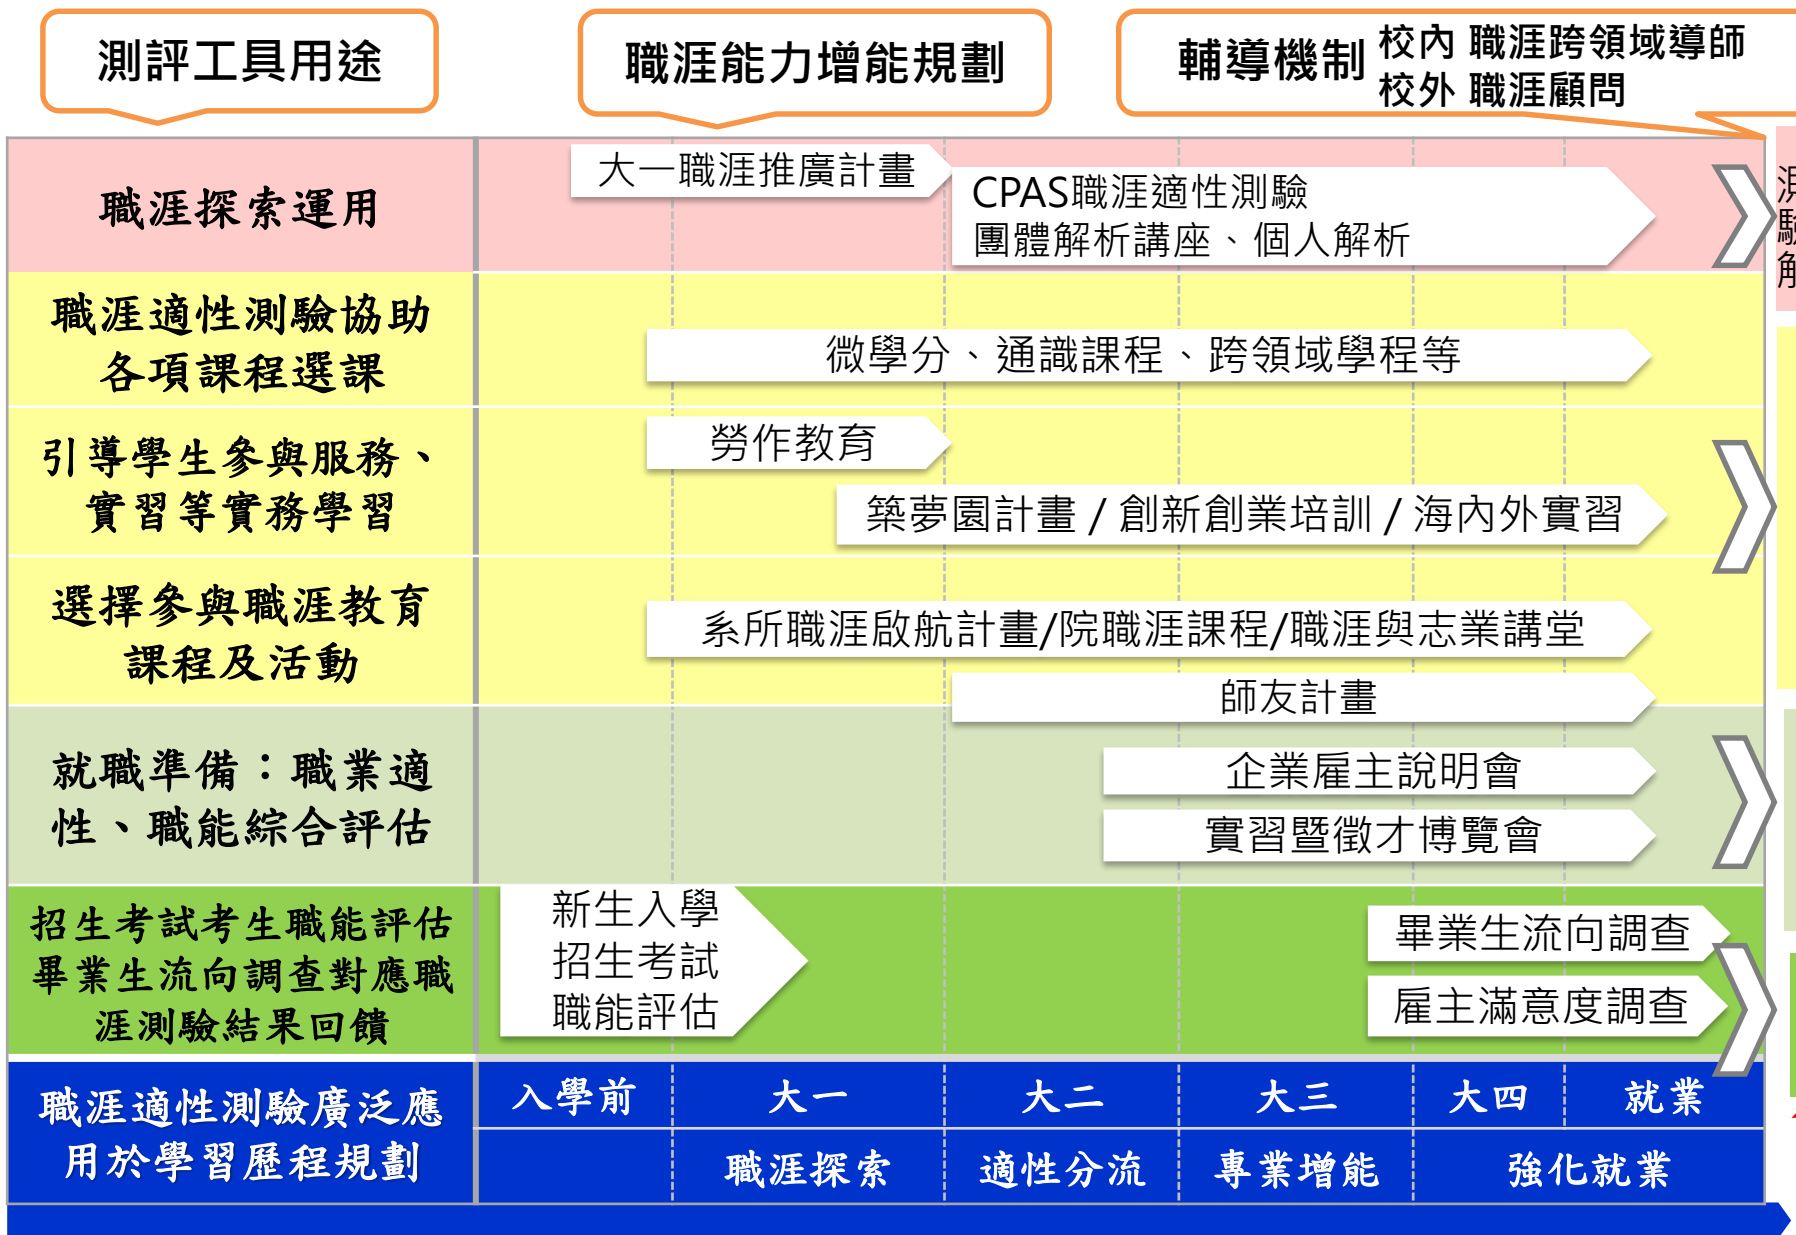 測評工具用途
職涯能力增能規劃
輔導機制
校內 職涯跨領域導師
校外 職涯顧問
職涯探索運用
大一職涯推廣計畫
CPAS職涯適性測驗
團體解析講座、個人解析
職涯適性測驗協助
各項課程選課
微學分、通識課程、跨領域學程等
引導學生參與服務、
實習等實務學習
勞作教育
築夢園計畫 / 創新創業培訓 / 海內外實習
選擇參與職涯教育
課程及活動
系所職涯啟航計畫/院職涯課程/職涯與志業講堂
師友計畫
就職準備：職業適
性、職能綜合評估
企業雇主說明會
實習暨徵才博覽會
招生考試考生職能評估
畢業生流向調查對應職
涯測驗結果回饋
新生入學
招生考試
職能評估
畢業生流向調查
雇主滿意度調查
職涯適性測驗廣泛應
用於學習歷程規劃
入學前 大一 大二 大三 大四 就業
職涯探索 適性分流 專業增能 強化就業